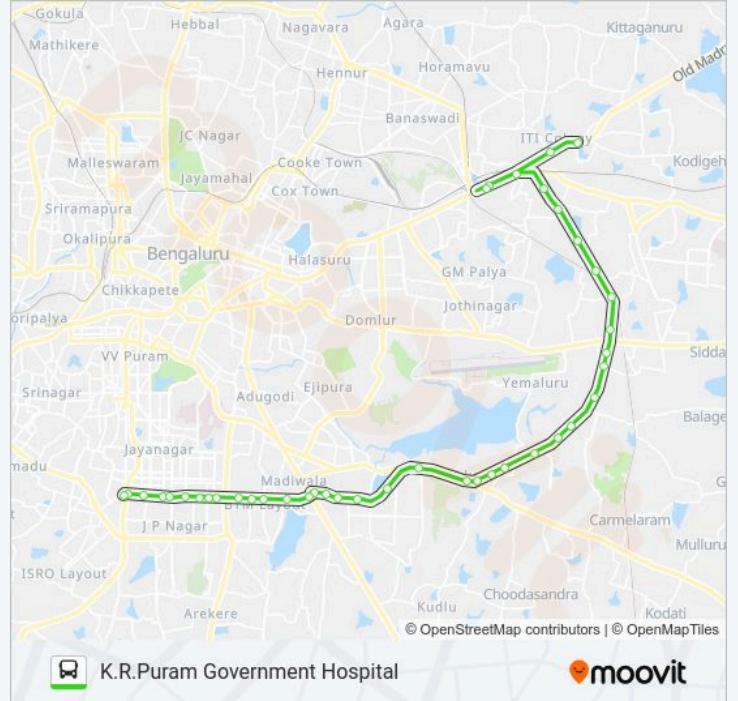 Gokula
Hebbal
Nagavara
Agara
Kittaganuru
Mathikere
Hennur
Horamavu
Old Madr
Banaswadi
JC Nagar
ITI Co
ny
Malleswaram
Cooke Town
Kodigeh
Jayamahal
Cox Town
Sriramapura
Okalipura
Bengaluru
Halasuru
GM Palya
Chikkapete
Jothinagar
oripalya
Domlur
VV Puram
Sidda
Srinagar
Ejipura
Yemaluru
Adugodi
Balage
Jayanagar
madu
Madiwala
G
BTM Layout
J P Nagar
Carmelaram
Mulluru
ISRO Layout
Choodasandra
Kudlu
Arekere
Kodati
© OpenStreetMap contributors | © OpenMapTiles
K.R.Puram Government Hospital
moovit